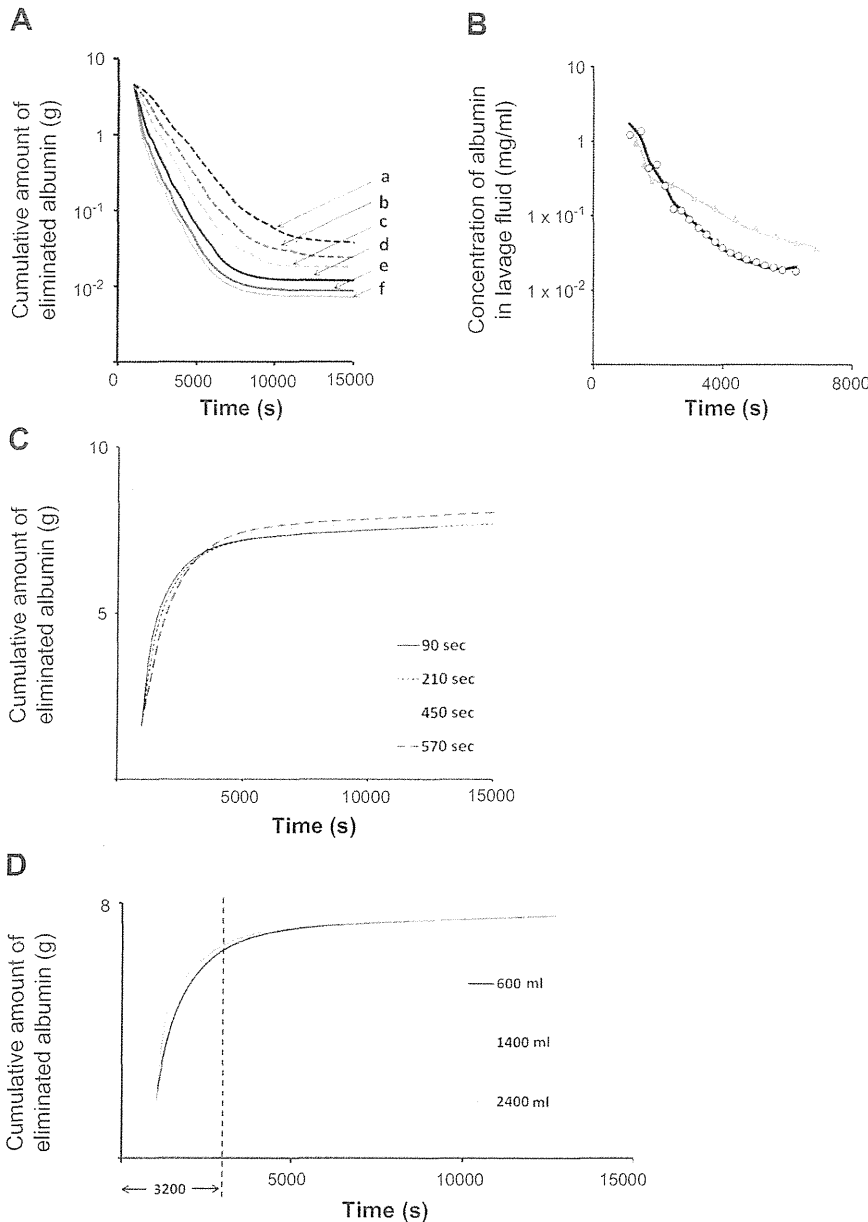 A
Cumulative amount of
eliminated albumin (g)
10
1
10⁻¹
10⁻²
0
5000
10000
15000
Time (s)
a
b
c
d
e
f
B
Concentration of albumin
in lavage fluid (mg/ml)
10
1
1 x 10⁻¹
1 x 10⁻²
0
4000
8000
Time (s)
C
Cumulative amount of
eliminated albumin (g)
10
5
5000
10000
15000
90 sec
210 sec
450 sec
570 sec
Time (s)
D
Cumulative amount of
eliminated albumin (g)
8
600 ml
1400 ml
2400 ml
5000
10000
15000
3200
Time (s)